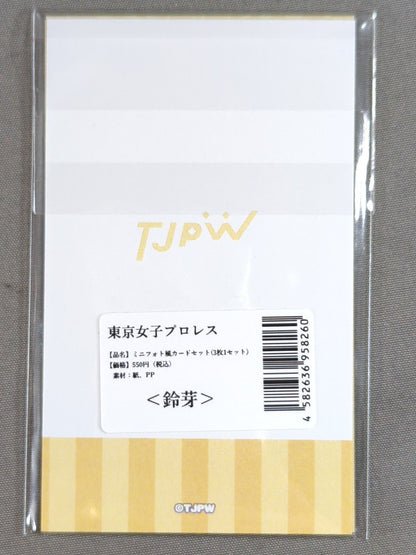 TJPW
東京女子プロレス
【品名】ミニフォト風カードセット(3枚1セット)
【価格】550円（税込）
素材：紙、PP
＜鈴芽＞
4 582636 958260
©TJPW